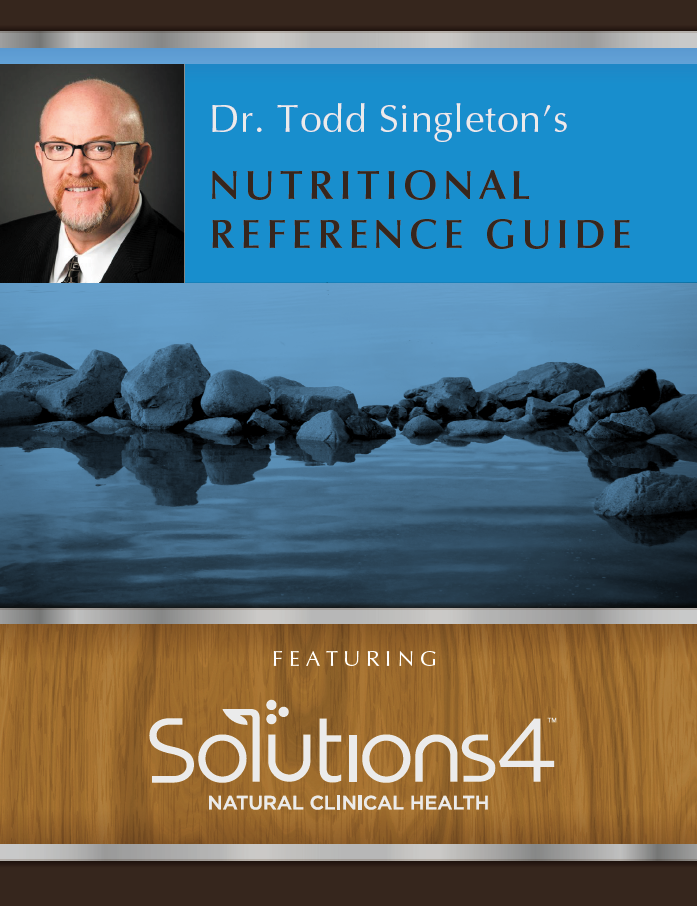 Dr. Todd Singleton’s
NUTRITIONAL
REFERENCE GUIDE
FEATURING
Solutions4™
NATURAL CLINICAL HEALTH